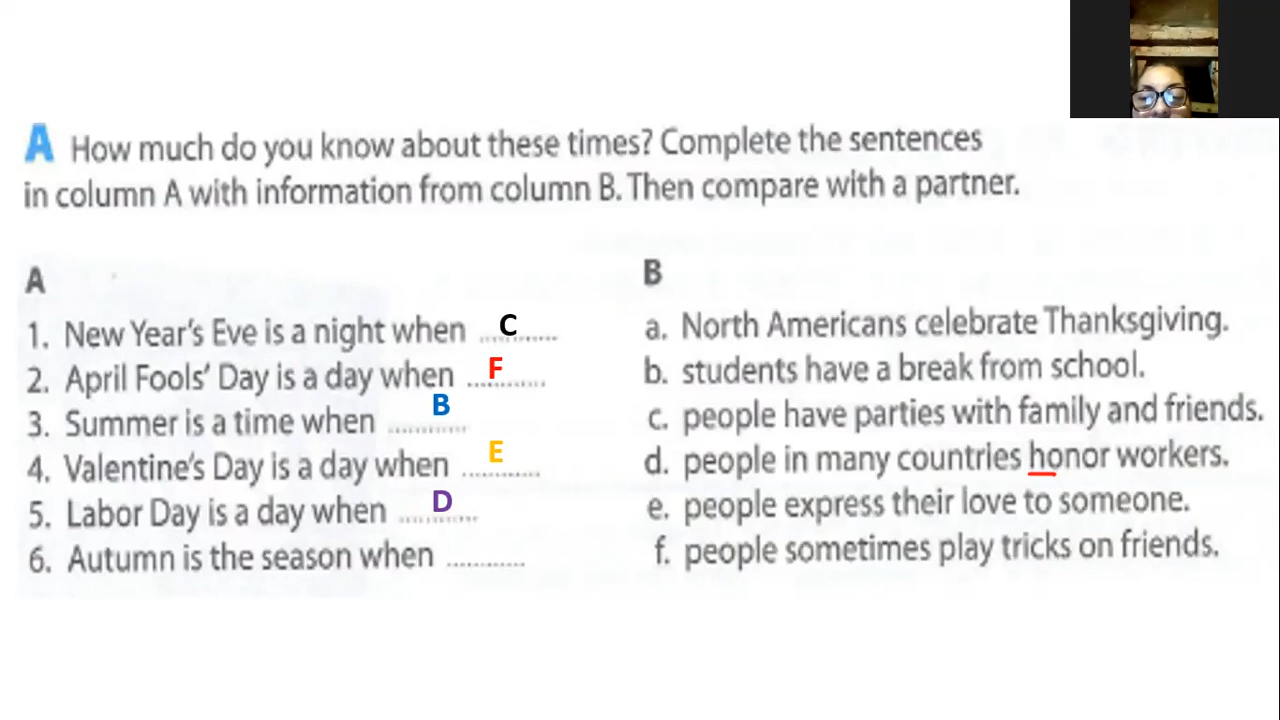 A How much do you know about these times? Complete the sentences
in column A with information from column B. Then compare with a partner.
A
1. New Year's Eve is a night when ....C......
2. April Fools' Day is a day when ....F......
3. Summer is a time when ....B......
4. Valentine's Day is a day when ....E......
5. Labor Day is a day when ....D......
6. Autumn is the season when ............
B
a. North Americans celebrate Thanksgiving.
b. students have a break from school.
c. people have parties with family and friends.
d. people in many countries honor workers.
e. people express their love to someone.
f. people sometimes play tricks on friends.